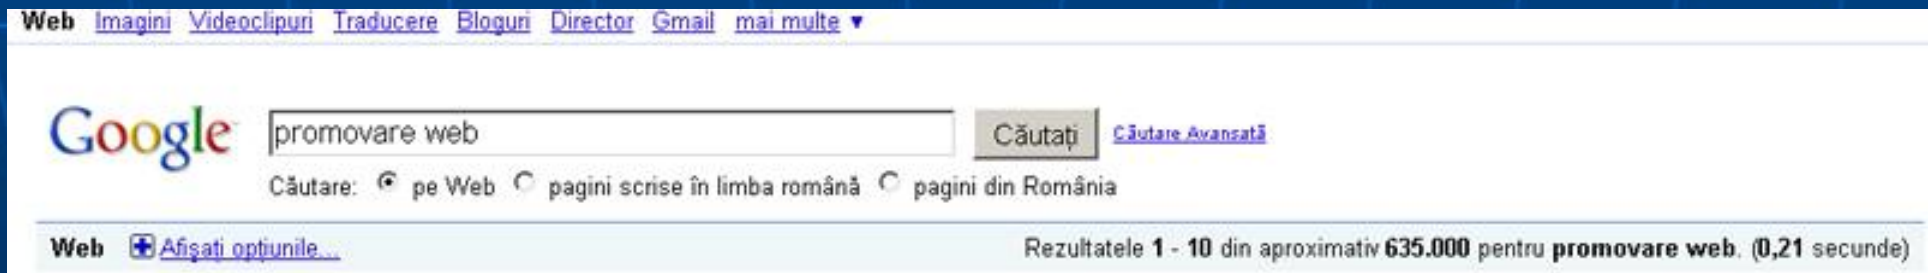 Web Imagini Videoclipuri Traducere Bloguri Director Gmail mai multe ▼
Google promovare web Căutați Căutare Avansată
Căutare: pe Web pagini scrise în limba română pagini din România
Web Afișați opțiunile... Rezultatele 1 - 10 din aproximativ 635.000 pentru promovare web. (0,21 secunde)